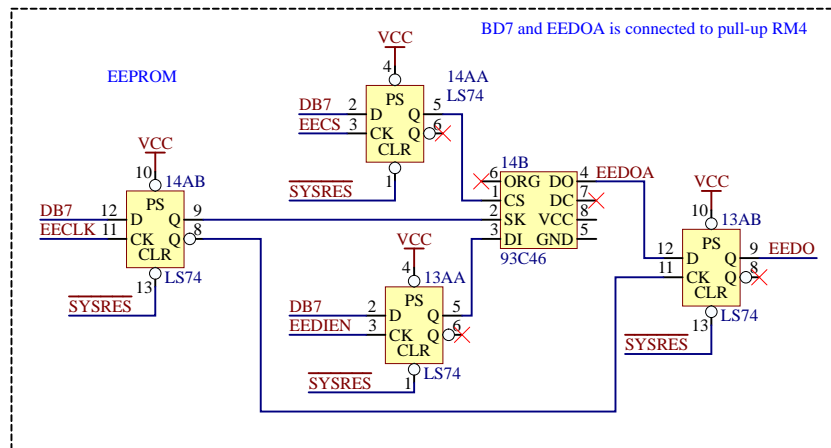 BD7 and EEDOA is connected to pull-up RM4
EEPROM
VCC
4
14AA
LS74
DB7 2 D PS Q 5
EECS 3 CK Q 6
CLR
SYSRES 1
VCC
10
14AB
DB7 12 D PS Q 9
EECLK 11 CK Q 8
CLR
LS74
SYSRES 13
14B
6 ORG DO 4 EEDOA
1 CS DC 7
2 SK VCC 8
3 DI GND 5
93C46
VCC
4
13AA
DB7 2 D PS Q 5
EEDIEN 3 CK Q 6
CLR
LS74
SYSRES 1
VCC
10
13AB
12 D PS Q 9 EEDO
11 CK Q 8
CLR
LS74
SYSRES 13